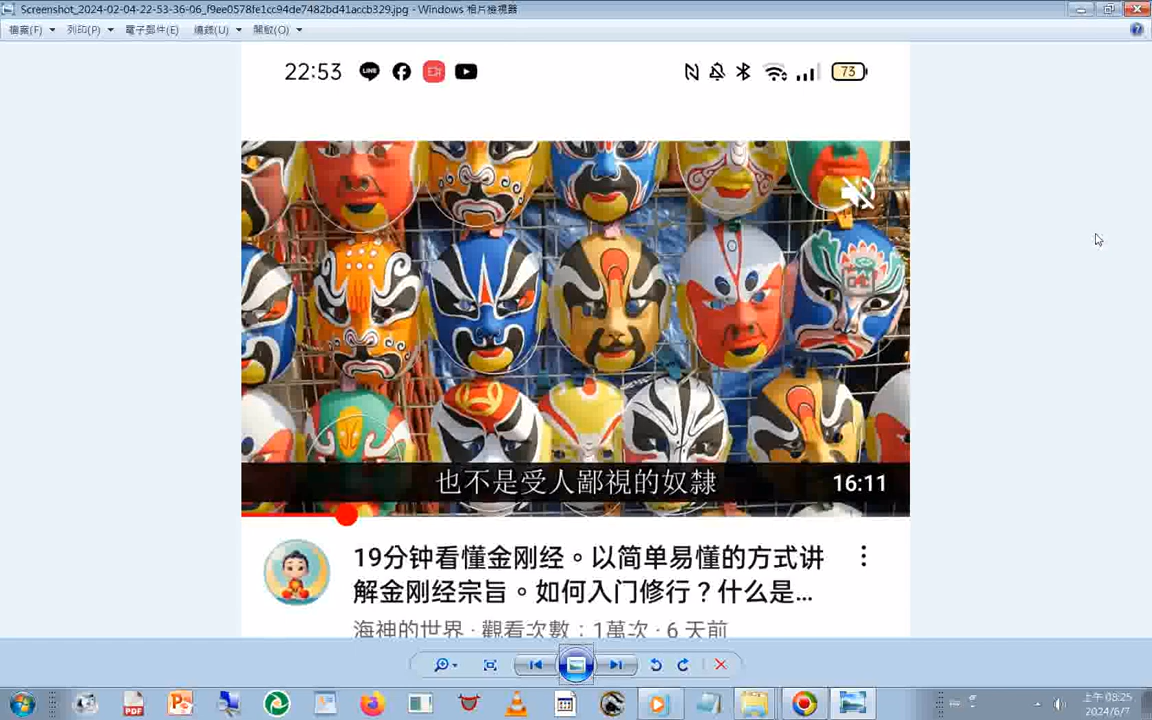 Screenshot_2024-02-04-22-53-36-06_f9ee0578fe1cc94de7482bd41accb329.jpg - Windows 相片檢視器
檔案(F) 列印(P) 電子郵件(E) 燒錄(U) 開啟(O)
22:53 LINE 73
也不是受人鄙視的奴隸 16:11
19分钟看懂金刚经。以简单易懂的方式讲
解金刚经宗旨。如何入门修行？什么是...
海神的世界 · 觀看次數：1萬次 · 6 天前
PDF
上午 08:25
2024/6/7